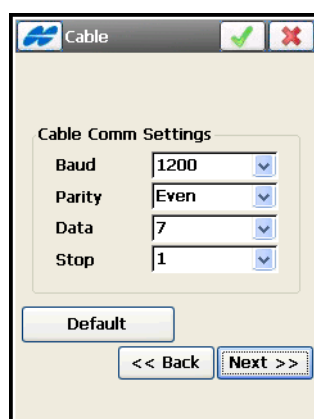 Cable
Cable Comm Settings
Baud 1200
Parity Even
Data 7
Stop 1
Default
<< Back Next >>